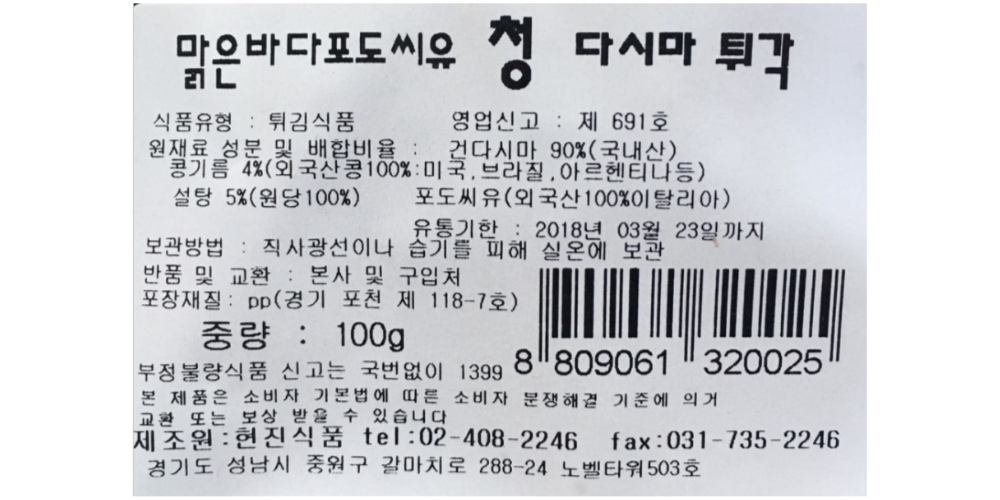 맑은바다포도씨유 청 다시마 튀각
식품유형 : 튀김식품 영업신고 : 제 691호
원재료 성분 및 배합비율 : 건다시마 90%(국내산)
콩기름 4%(외국산콩100%:미국,브라질,아르헨티나등)
설탕 5%(원당100%) 포도씨유(외국산100%이탈리아)
유통기한 : 2018년 03월 23일까지
보관방법 : 직사광선이나 습기를 피해 실온에 보관
반품 및 교환 : 본사 및 구입처
포장재질: pp(경기 포천 제 118-7호)
중량 : 100g
8 809061 320025
부정불량식품 신고는 국번없이 1399
본 제품은 소비자 기본법에 따른 소비자 분쟁해결 기준에 의거
교환 또는 보상 받을 수 있습니다
제조원:현진식품 tel:02-408-2246 fax:031-735-2246
경기도 성남시 중원구 갈마치로 288-24 노벨타워503호